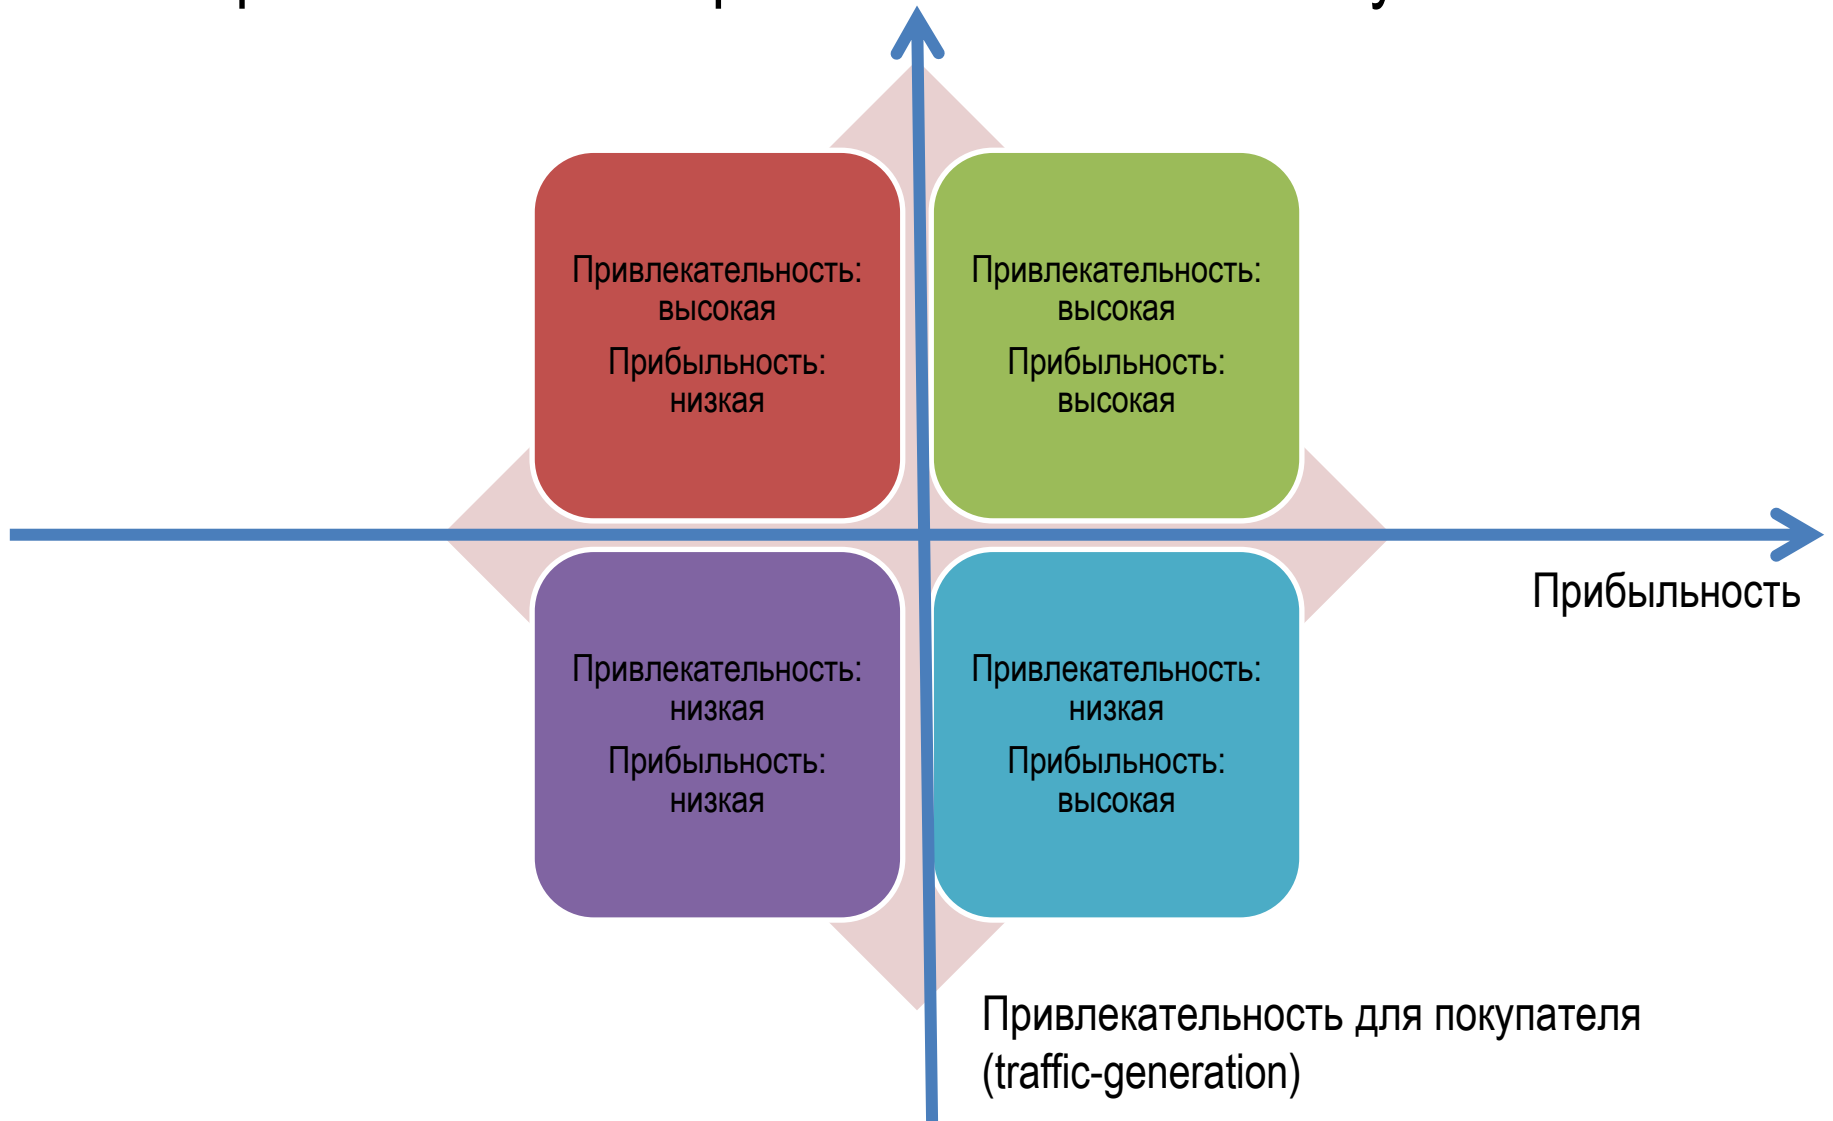 Привлекательность:
высокая
Прибыльность:
низкая
Привлекательность:
высокая
Прибыльность:
высокая
Прибыльность
Привлекательность:
низкая
Прибыльность:
низкая
Привлекательность:
низкая
Прибыльность:
высокая
Привлекательность для покупателя
(traffic-generation)